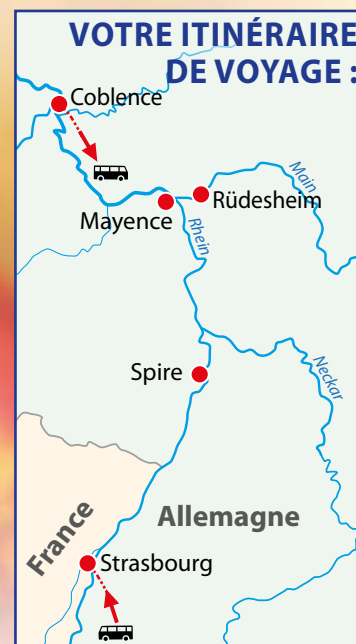 VOTRE ITINÉRAIRE
DE VOYAGE :
Coblence
Main
Rüdesheim
Mayence
Rhein
Spire
Neckar
France
Allemagne
Strasbourg